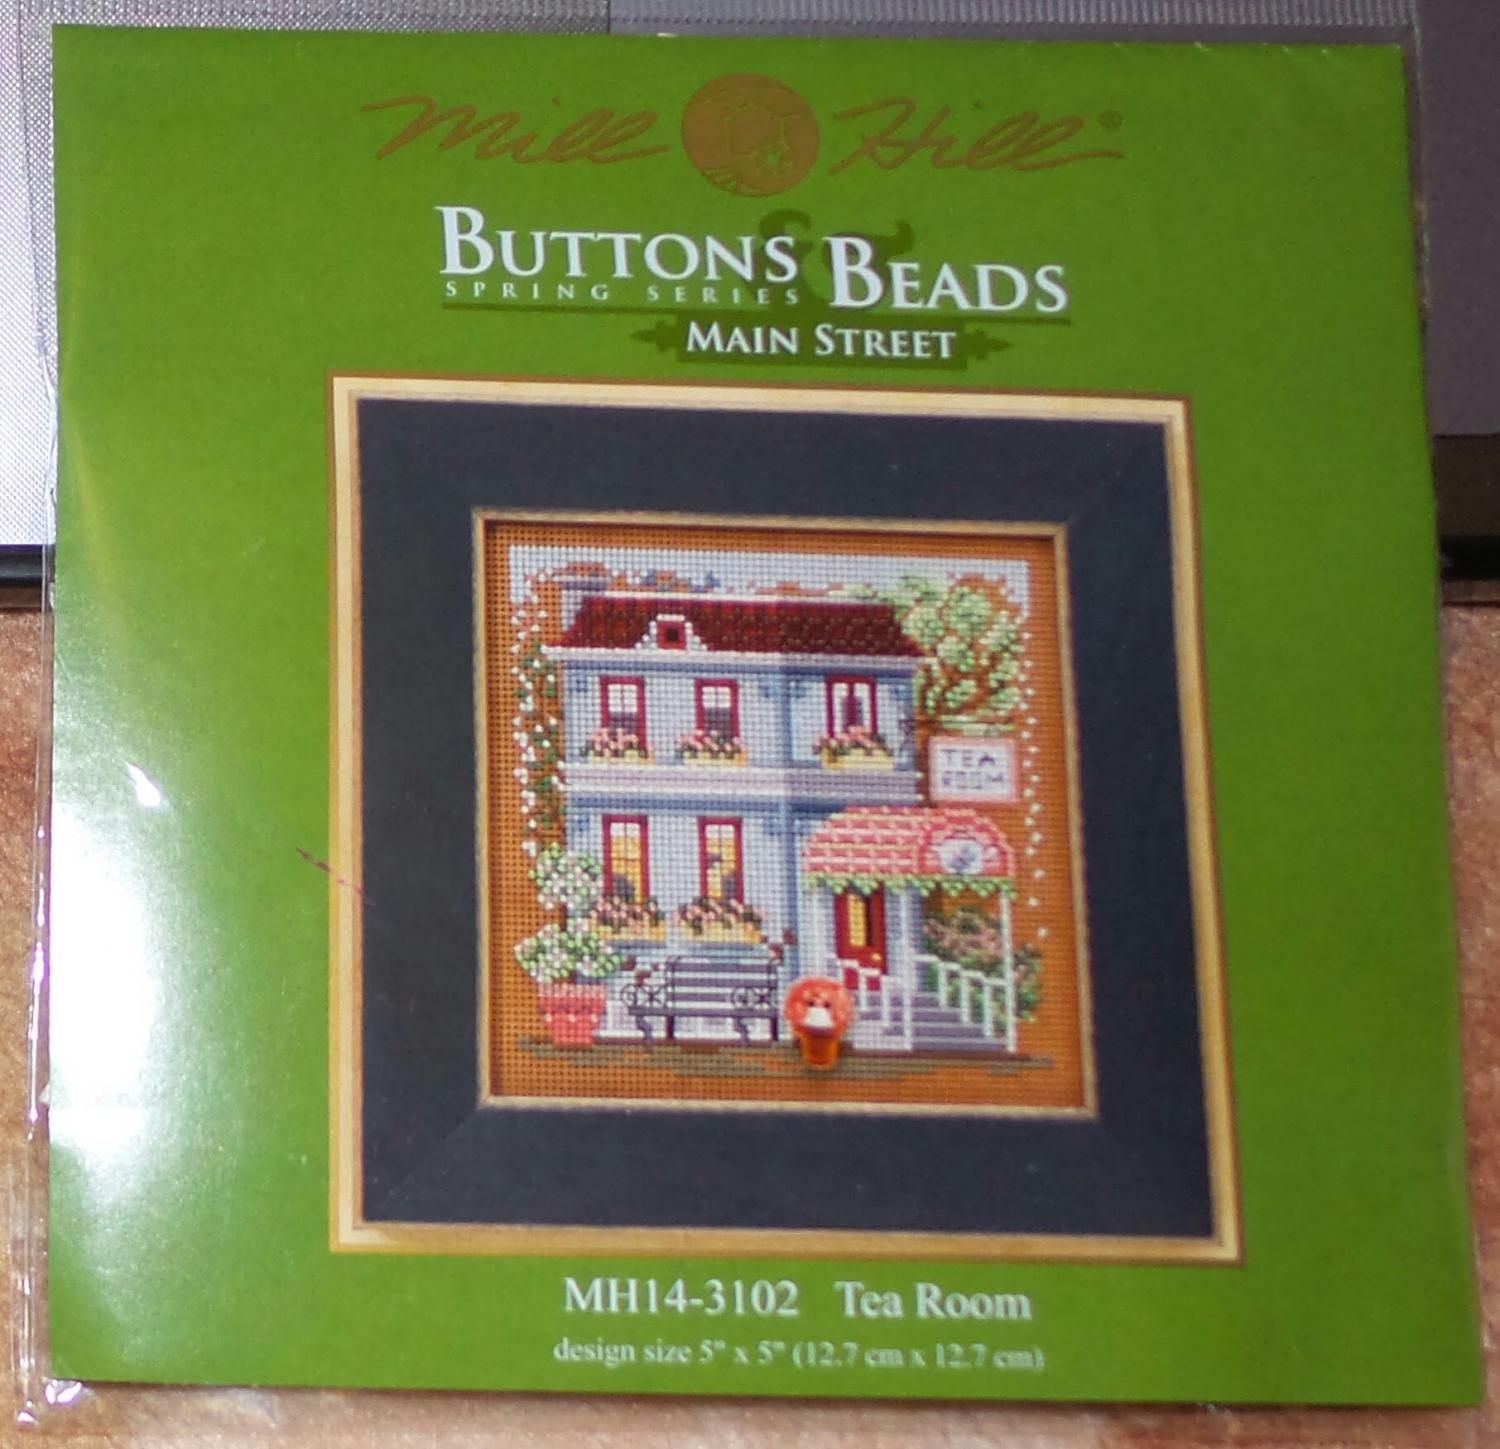 Mill Hill®
BUTTONS & BEADS
SPRING SERIES
MAIN STREET
TEA
ROOM
MH14-3102 Tea Room
design size 5" x 5" (12.7 cm x 12.7 cm)